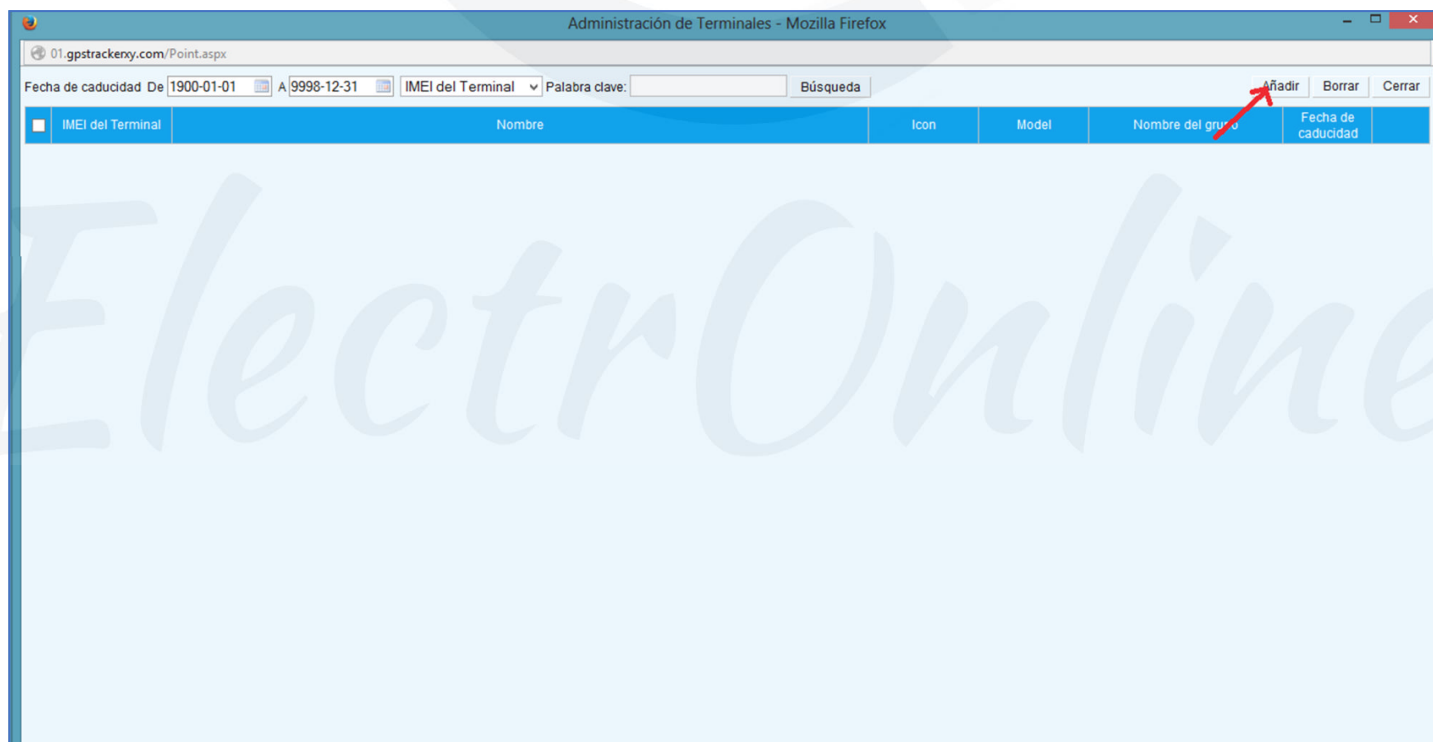 Administración de Terminales - Mozilla Firefox
01.gpstrackerxy.com/Point.aspx
Fecha de caducidad De 1900-01-01 A 9998-12-31 IMEI del Terminal Palabra clave: Búsqueda Añadir Borrar Cerrar
IMEI del Terminal Nombre Icon Model Nombre del grupo Fecha de caducidad
ElectrOnline